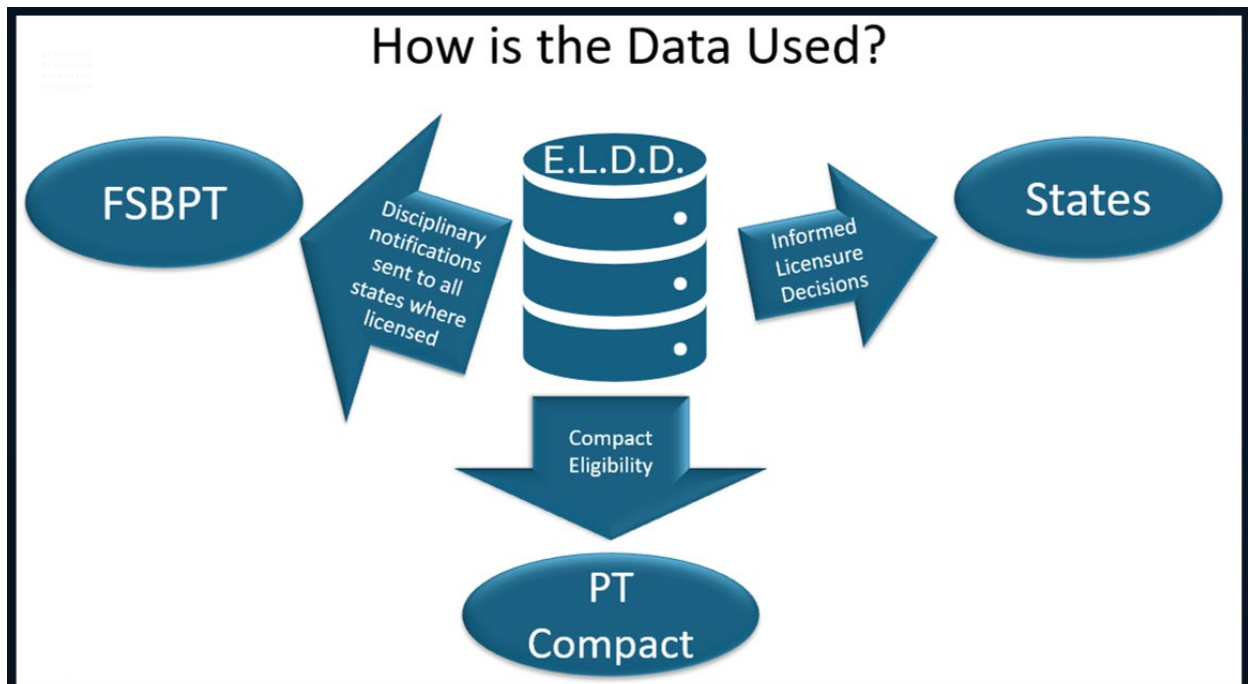 How is the Data Used?
E.L.D.D.
FSBPT
Disciplinary
notifications
sent to all
states where
licensed
Informed
Licensure
Decisions
States
Compact
Eligibility
PT
Compact